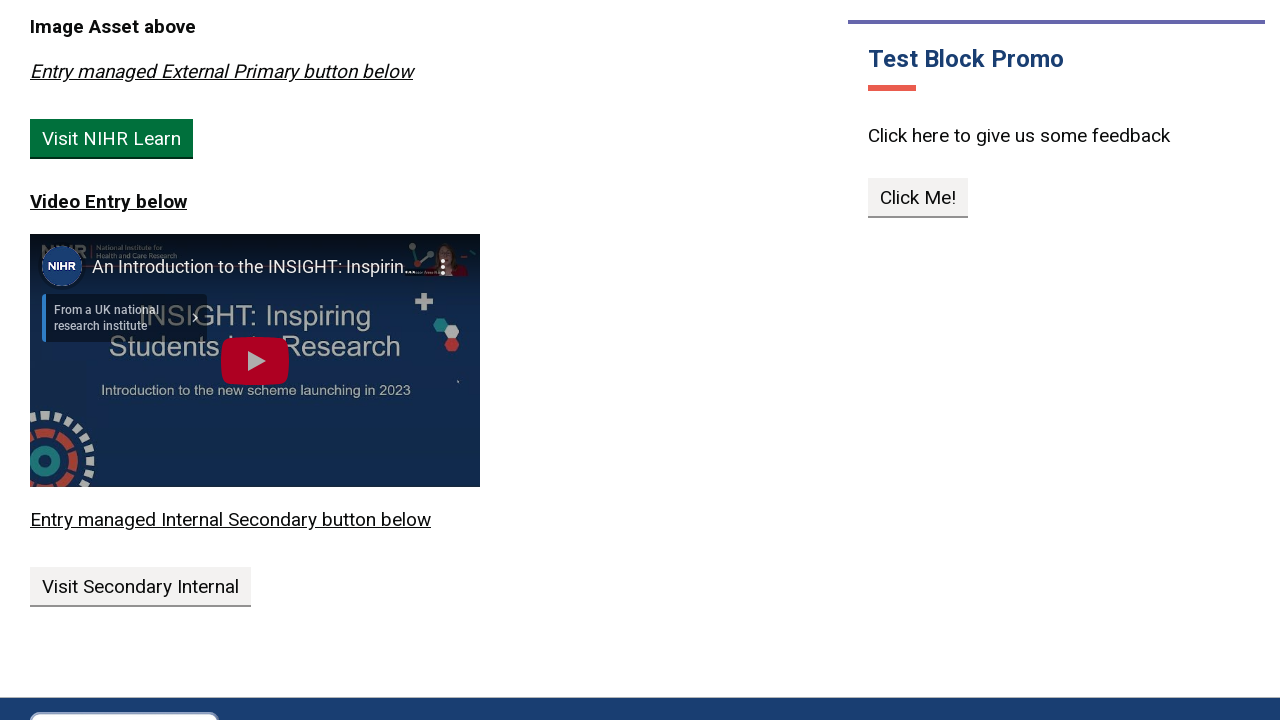 Image Asset above
Entry managed External Primary button below
Visit NIHR Learn
Video Entry below
NIHR | National Institute for
Health and Care Research
NIHR
An Introduction to the INSIGHT: Inspirin...
From a UK national
research institute
INSIGHT: Inspiring
Students into Research
Introduction to the new scheme launching in 2023
Entry managed Internal Secondary button below
Visit Secondary Internal
Test Block Promo
Click here to give us some feedback
Click Me!